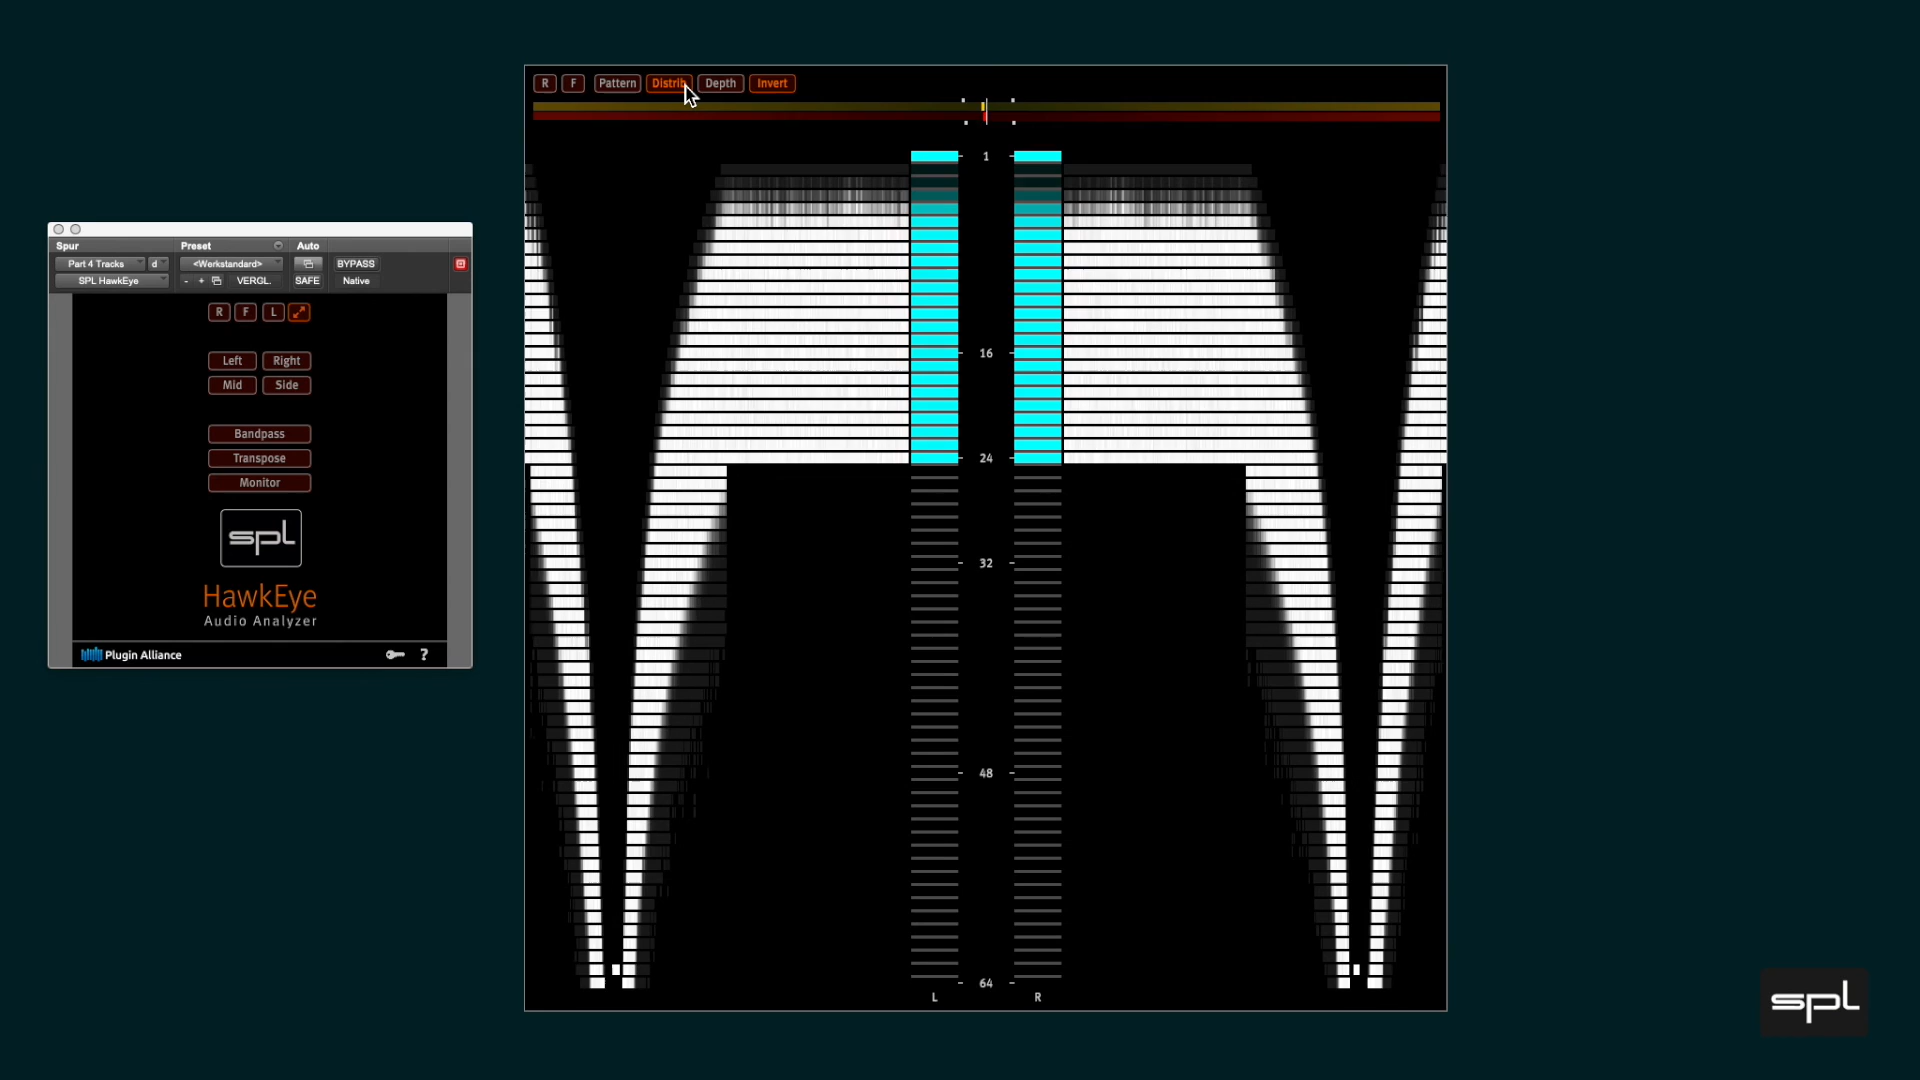 R F Pattern Distrib Depth Invert
1
16
24
32
48
64
L R
Spur Preset Auto
Part 4 Tracks d <Werkstandard> BYPASS
SPL HawkEye - + VERGL. SAFE Native
R F L
Left Right
Mid Side
Bandpass
Transpose
Monitor
spl
HawkEye
Audio Analyzer
Plugin Alliance ?
spl